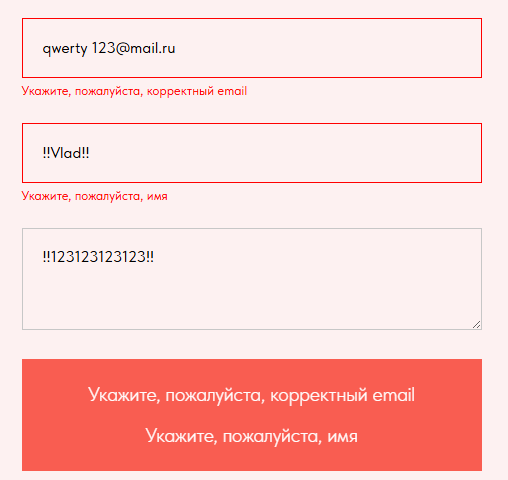 qwerty 123@mail.ru
Укажите, пожалуйста, корректный email
!!Vlad!!
Укажите, пожалуйста, имя
!!123123123123!!
Укажите, пожалуйста, корректный email
Укажите, пожалуйста, имя